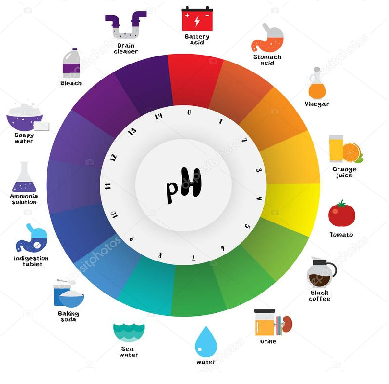 Battery
acid
Stomach
acid
Vinegar
Orange
juice
Tomato
Black
coffee
Urine
Water
Sea
water
Baking
soda
Indigestion
tablet
Ammonia
solution
Soapy
water
Bleach
Drain
cleaner
0
1
2
3
4
5
6
7
8
9
10
11
12
13
14
pH